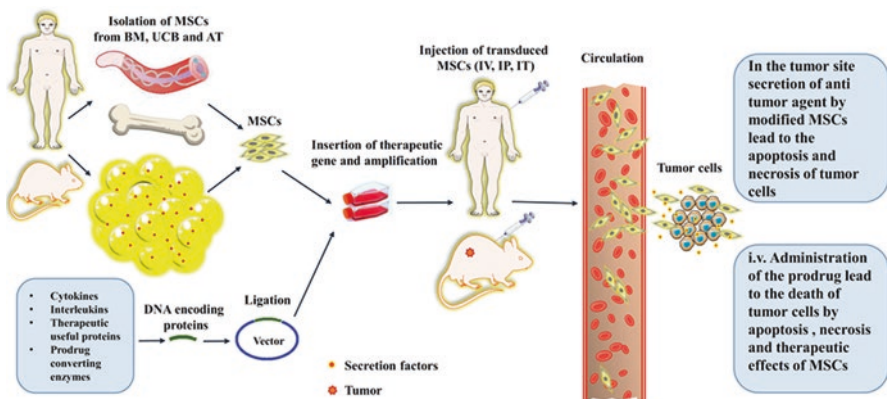 Isolation of MSCs
from BM, UCB and AT
MSCs
Insertion of therapeutic
gene and amplification
Injection of transduced
MSCs (IV, IP, IT)
Circulation
Tumor cells
In the tumor site
secretion of anti
tumor agent by
modified MSCs
lead to the
apoptosis and
necrosis of tumor
cells
i.v. Administration
of the prodrug lead
to the death of
tumor cells by
apoptosis , necrosis
and therapeutic
effects of MSCs
• Cytokines
• Interleukins
• Therapeutic
useful proteins
• Prodrug
converting
enzymes
DNA encoding
proteins
Ligation
Vector
Secretion factors
Tumor